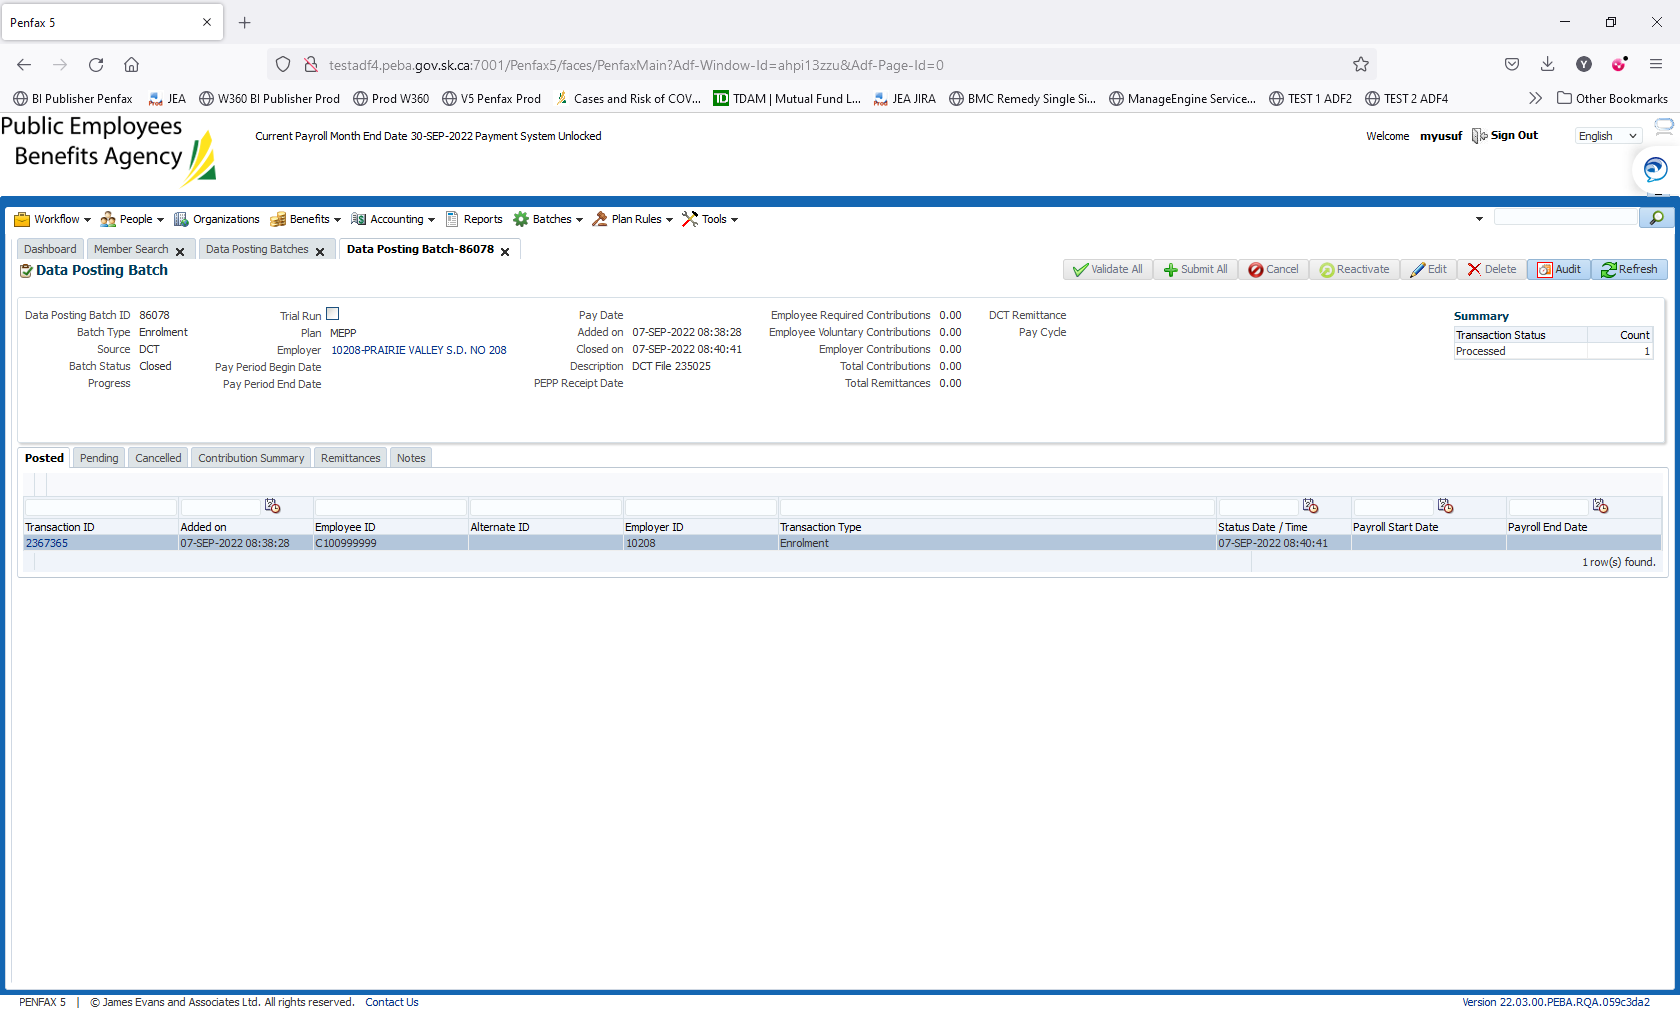 Penfax 5
testadf4.peba.gov.sk.ca:7001/Penfax5/faces/PenfaxMain?Adf-Window-Id=ahpi13zzu&Adf-Page-Id=0
BI Publisher Penfax JEA W360 BI Publisher Prod Prod W360 V5 Penfax Prod Cases and Risk of COV... TDAM | Mutual Fund L... JEA JIRA BMC Remedy Single Si... ManageEngine Service... TEST 1 ADF2 TEST 2 ADF4 Other Bookmarks
Public Employees
Benefits Agency
Current Payroll Month End Date 30-SEP-2022 Payment System Unlocked
Welcome myusuf Sign Out English
Workflow People Organizations Benefits Accounting Reports Batches Plan Rules Tools
Dashboard Member Search Data Posting Batches Data Posting Batch-86078
Data Posting Batch
Validate All Submit All Cancel Reactivate Edit Delete Audit Refresh
Data Posting Batch ID 86078
Batch Type Enrolment
Source DCT
Batch Status Closed
Progress
Trial Run
Plan MEPP
Employer 10208-PRAIRIE VALLEY S.D. NO 208
Pay Period Begin Date
Pay Period End Date
Pay Date
Added on 07-SEP-2022 08:38:28
Closed on 07-SEP-2022 08:40:41
Description DCT File 235025
PEPP Receipt Date
Employee Required Contributions 0.00
Employee Voluntary Contributions 0.00
Employer Contributions 0.00
Total Contributions 0.00
Total Remittances 0.00
DCT Remittance
Pay Cycle
Summary
Transaction Status Count
Processed 1
Posted Pending Cancelled Contribution Summary Remittances Notes
Transaction ID Added on Employee ID Alternate ID Employer ID Transaction Type Status Date / Time Payroll Start Date Payroll End Date
2367365 07-SEP-2022 08:38:28 C100999999 10208 Enrolment 07-SEP-2022 08:40:41
1 row(s) found.
PENFAX 5 | © James Evans and Associates Ltd. All rights reserved. Contact Us
Version 22.03.00.PEBA.RQA.059c3da2